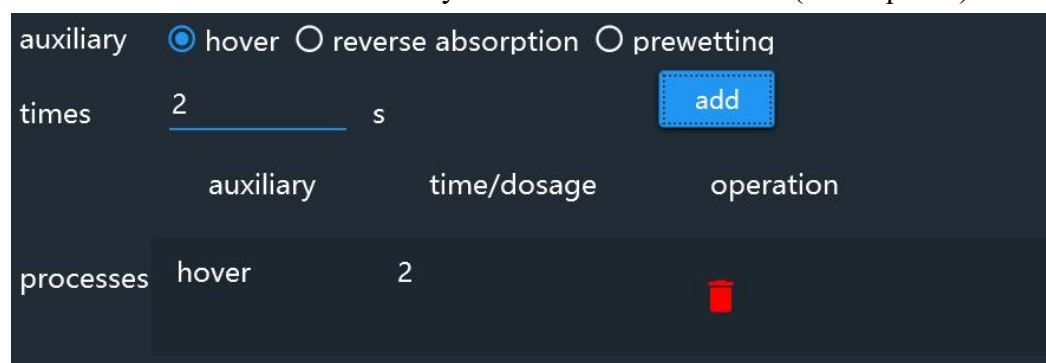 auxiliary hover reverse absorption prewetting
times 2 s add
auxiliary time/dosage operation
processes hover 2